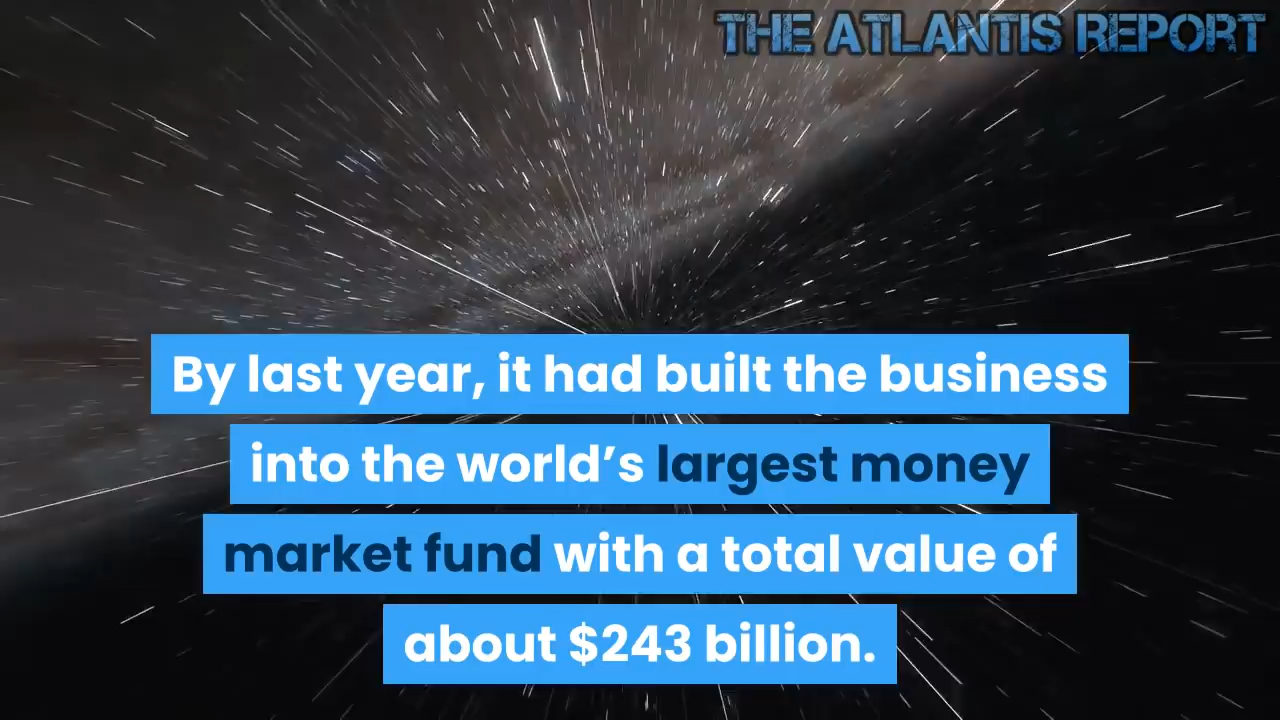 THE ATLANTIS REPORT
By last year, it had built the business
into the world’s largest money
market fund with a total value of
about $243 billion.